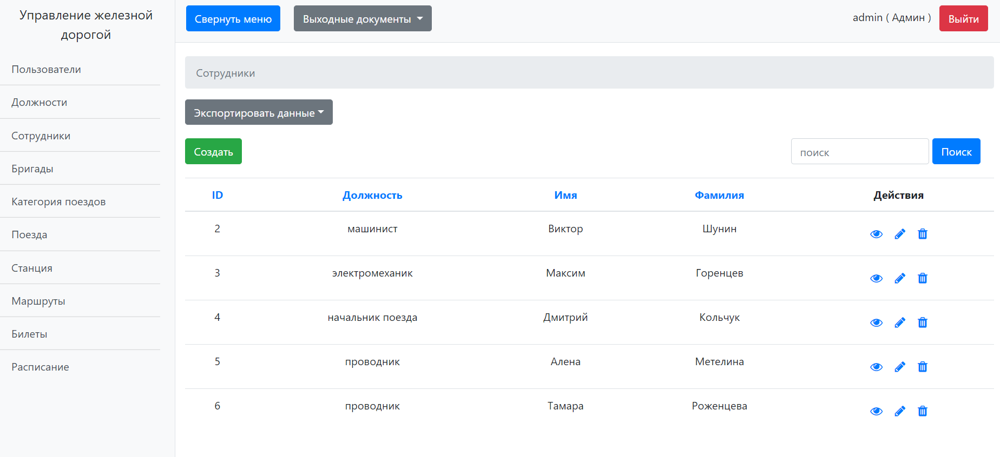 Управление железной
дорогой
Пользователи
Должности
Сотрудники
Бригады
Категория поездов
Поезда
Станция
Маршруты
Билеты
Расписание
Свернуть меню
Выходные документы
admin ( Админ )
Выйти
Сотрудники
Экспортировать данные
Создать
поиск
Поиск
ID Должность Имя Фамилия Действия
2 машинист Виктор Шунин
3 электромеханик Максим Горенцев
4 начальник поезда Дмитрий Кольчук
5 проводник Алена Метелина
6 проводник Тамара Роженцева